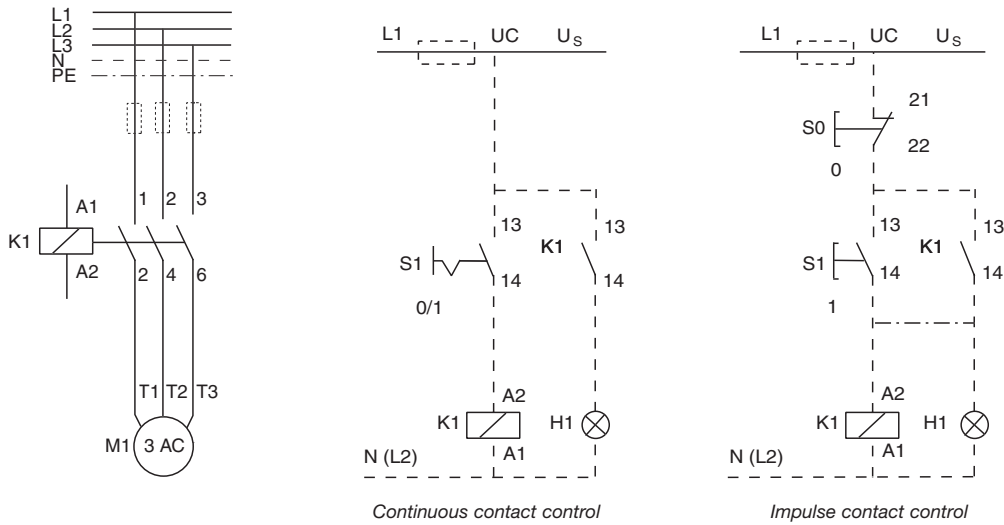 L1
L2
L3
N
PE
1 2 3
A1
K1
A2
2 4 6
T1 T2 T3
M1 3 AC
L1 UC U_S
13 13
K1
S1
14 14
0/1
A2
K1 H1
A1
N (L2)
Continuous contact control
L1 UC U_S
21
S0
22
0
13 13
K1
S1 14 14
1
A2
K1 H1
A1
N (L2)
Impulse contact control